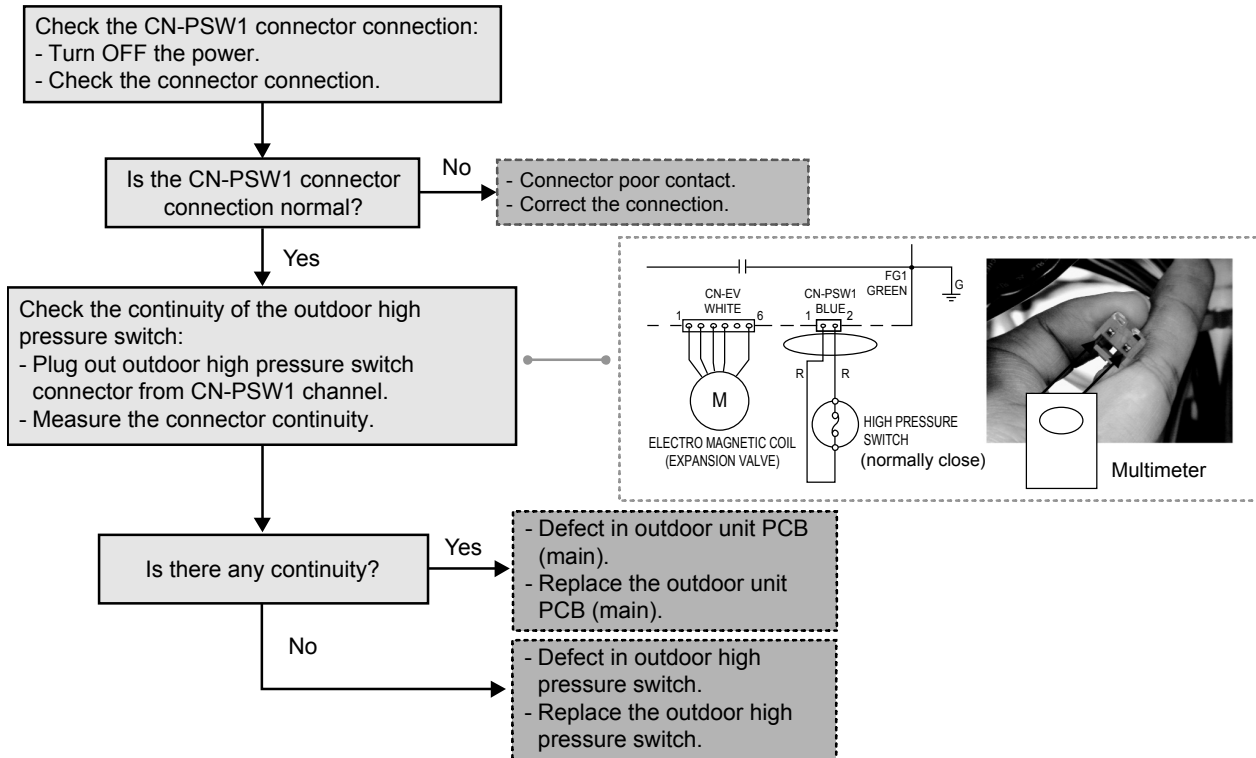 Check the CN-PSW1 connector connection:
- Turn OFF the power.
- Check the connector connection.
Is the CN-PSW1 connector
connection normal?
No
- Connector poor contact.
- Correct the connection.
Yes
Check the continuity of the outdoor high
pressure switch:
- Plug out outdoor high pressure switch
connector from CN-PSW1 channel.
- Measure the connector continuity.
FG1
GREEN
G
CN-EV
WHITE
1
6
CN-PSW1
BLUE
1
2
R
R
M
ELECTRO MAGNETIC COIL
(EXPANSION VALVE)
HIGH PRESSURE
SWITCH
(normally close)
Multimeter
Is there any continuity?
Yes
- Defect in outdoor unit PCB
(main).
- Replace the outdoor unit
PCB (main).
No
- Defect in outdoor high
pressure switch.
- Replace the outdoor high
pressure switch.